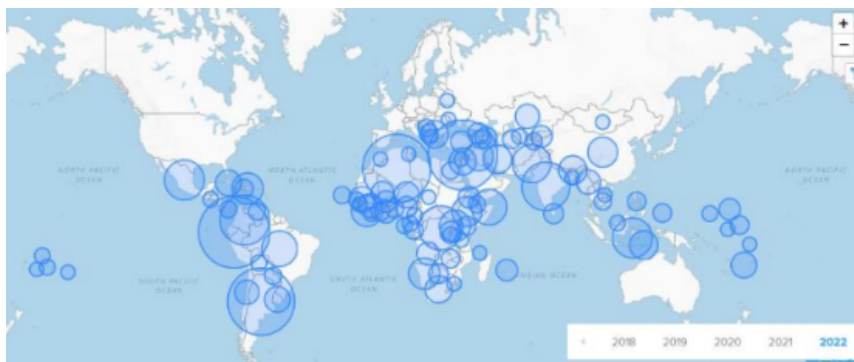 +
−
NORTH PACIFIC
OCEAN
NORTH ATLANTIC
OCEAN
NORTH PACIFIC
OCEAN
SOUTH PACIFIC
OCEAN
SOUTH ATLANTIC
OCEAN
INDIAN OCEAN
‹ 2018 2019 2020 2021 2022